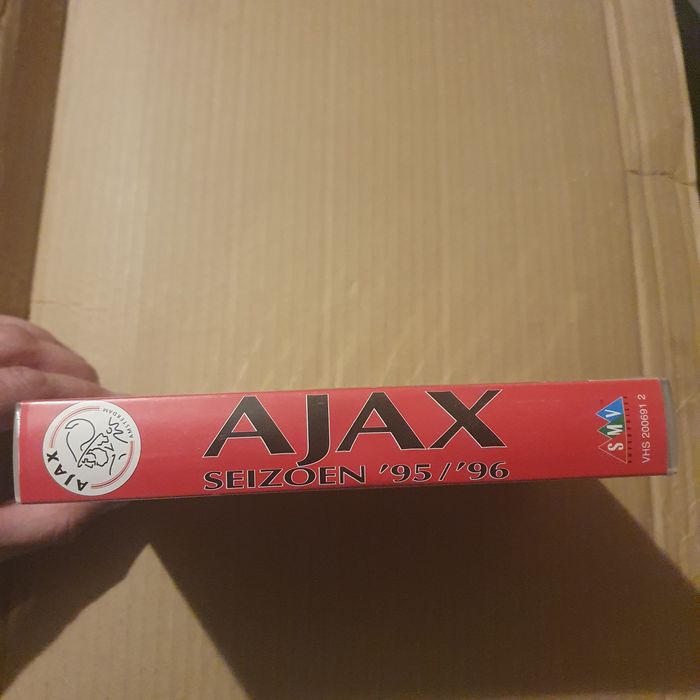 AJAX
AMSTERDAM
AJAX
SEIZOEN '95/'96
SMV
VHS 200691 2